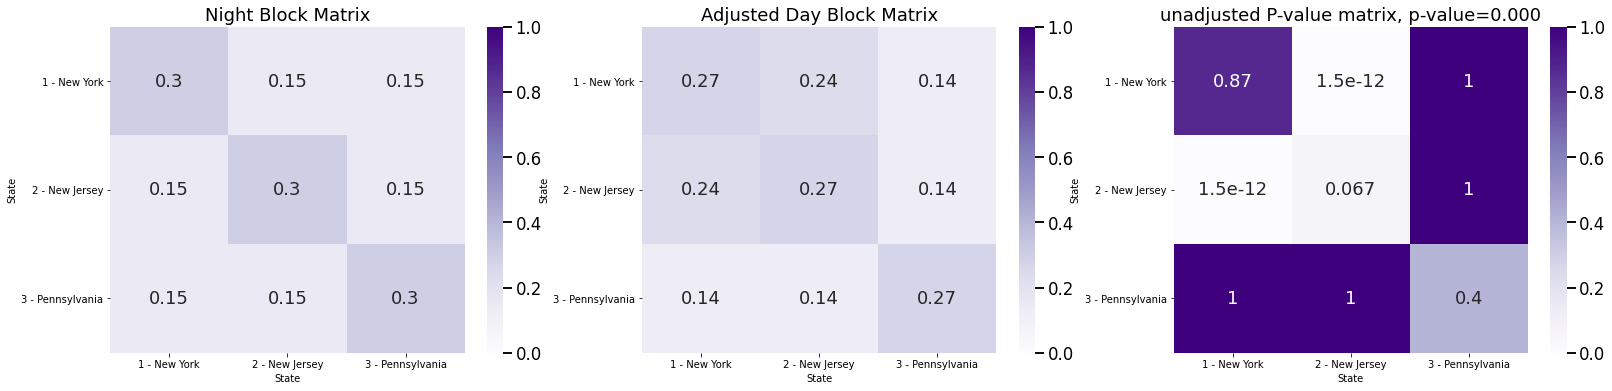 Night Block Matrix
State
1 - New York
2 - New Jersey
3 - Pennsylvania
0.3 0.15 0.15
0.15 0.3 0.15
0.15 0.15 0.3
1 - New York 2 - New Jersey 3 - Pennsylvania
State
1.0
0.8
0.6
0.4
0.2
0.0
Adjusted Day Block Matrix
State
1 - New York
2 - New Jersey
3 - Pennsylvania
0.27 0.24 0.14
0.24 0.27 0.14
0.14 0.14 0.27
1 - New York 2 - New Jersey 3 - Pennsylvania
State
1.0
0.8
0.6
0.4
0.2
0.0
unadjusted P-value matrix, p-value=0.000
State
1 - New York
2 - New Jersey
3 - Pennsylvania
0.87 1.5e-12 1
1.5e-12 0.067 1
1 1 0.4
1 - New York 2 - New Jersey 3 - Pennsylvania
State
1.0
0.8
0.6
0.4
0.2
0.0